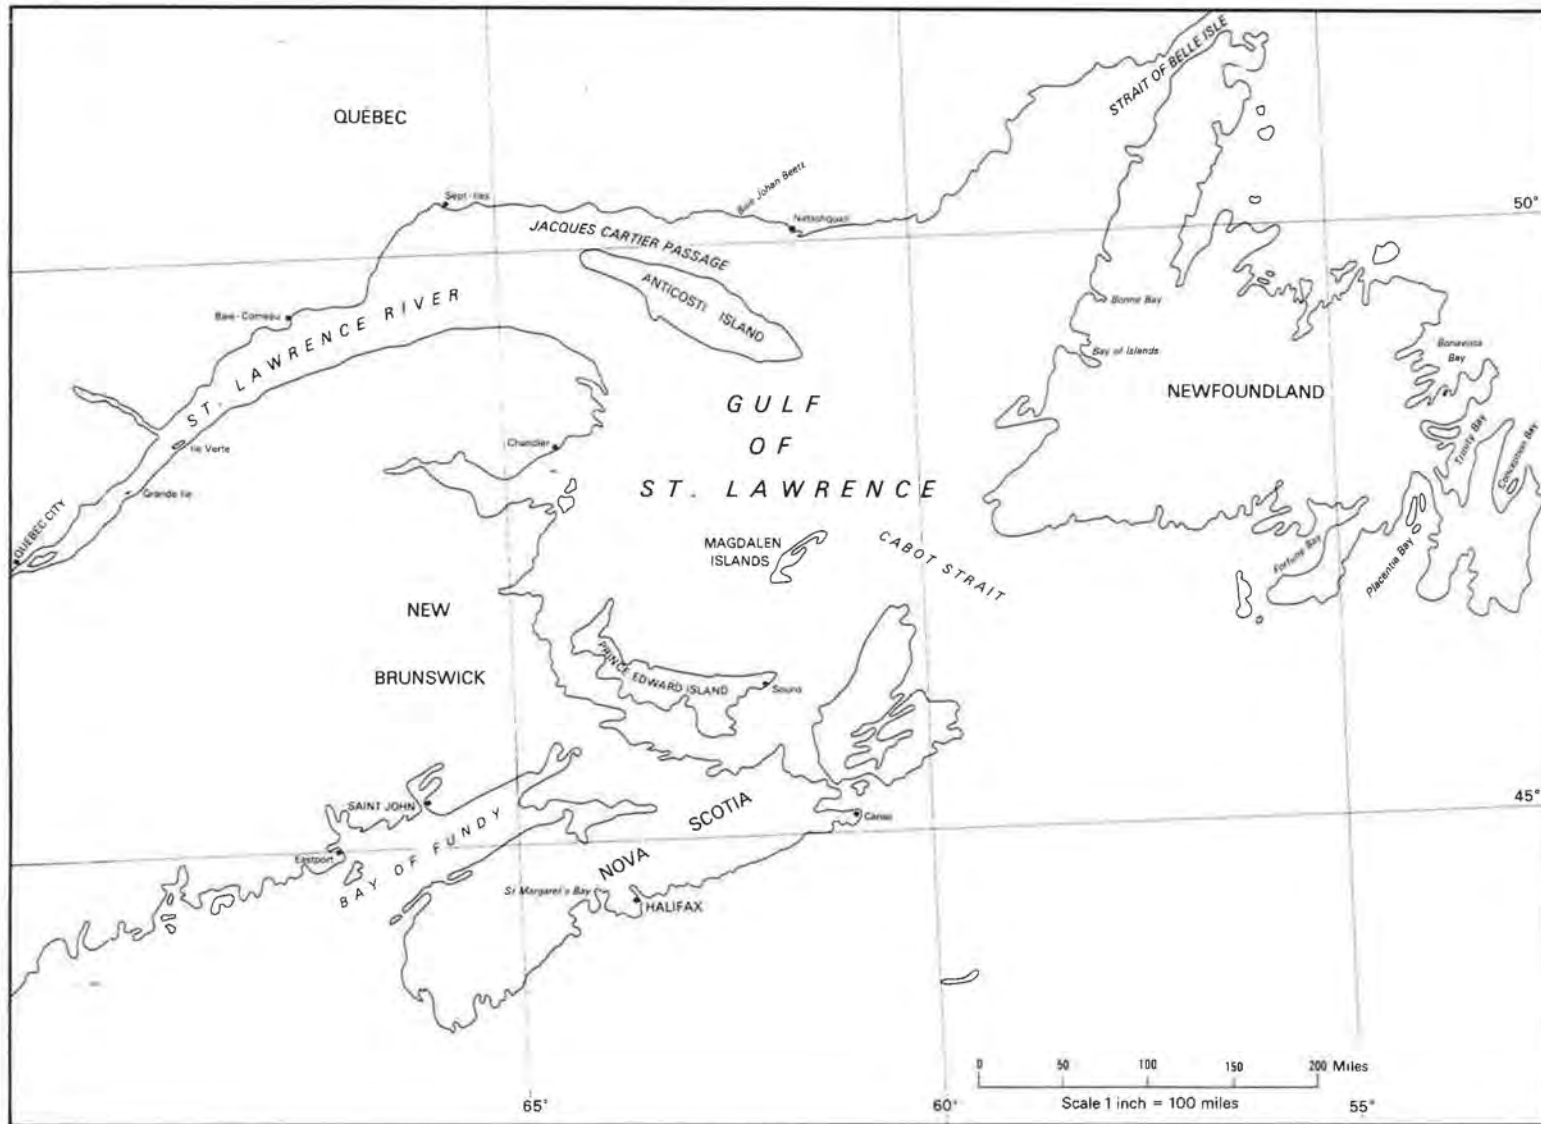 STRAIT OF BELLE ISLE
QUÉBEC
Sept-Iles
Baie Johan Beetz
Natashquan
50°
JACQUES CARTIER PASSAGE
ANTICOSTI ISLAND
Baie-Comeau
ST. LAWRENCE RIVER
Bonne Bay
Bay of Islands
Bonavista
Bay
NEWFOUNDLAND
GULF
OF
ST. LAWRENCE
Chandler
Ile Verte
Grande Ile
Trinity Bay
Conception Bay
QUÉBEC CITY
MAGDALEN
ISLANDS
CABOT STRAIT
Fortune Bay
Placentia Bay
NEW
BRUNSWICK
PRINCE EDWARD ISLAND
Souris
SAINT JOHN
Eastport
BAY OF FUNDY
NOVA SCOTIA
Canso
45°
St Margaret's Bay
HALIFAX
0 50 100 150 200 Miles
Scale 1 inch = 100 miles
65° 60° 55°